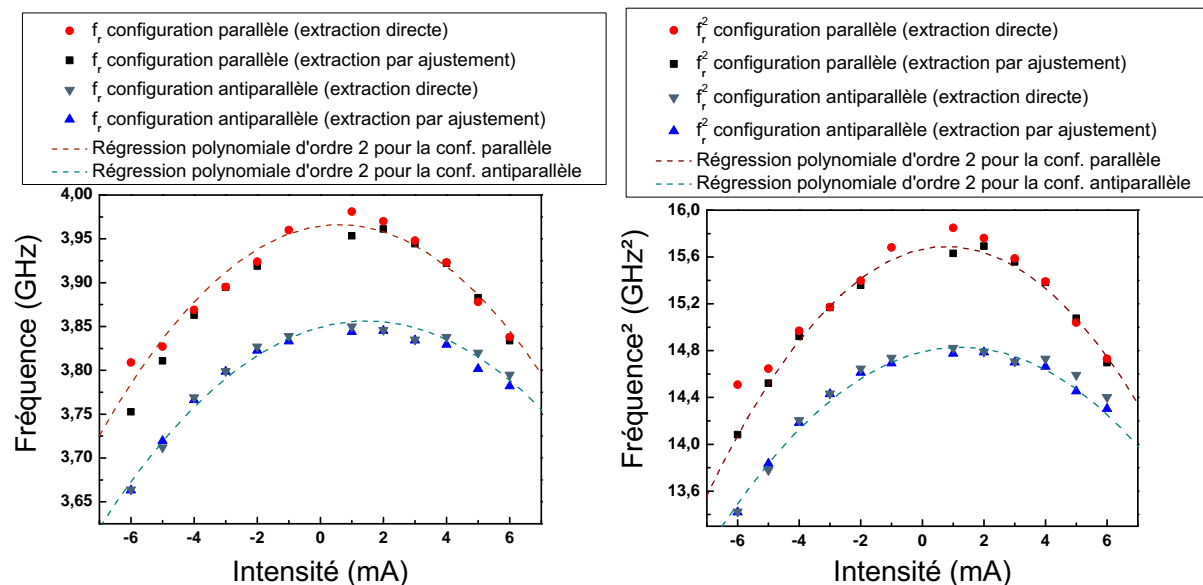 f_r configuration parallèle (extraction directe)
f_r configuration parallèle (extraction par ajustement)
f_r configuration antiparallèle (extraction directe)
f_r configuration antiparallèle (extraction par ajustement)
Régression polynomiale d'ordre 2 pour la conf. parallèle
Régression polynomiale d'ordre 2 pour la conf. antiparallèle
4,00
3,95
3,90
3,85
3,80
3,75
3,70
3,65
Fréquence (GHz)
-6 -4 -2 0 2 4 6
Intensité (mA)
f_r^2 configuration parallèle (extraction directe)
f_r^2 configuration parallèle (extraction par ajustement)
f_r^2 configuration antiparallèle (extraction directe)
f_r^2 configuration antiparallèle (extraction par ajustement)
Régression polynomiale d'ordre 2 pour la conf. parallèle
Régression polynomiale d'ordre 2 pour la conf. antiparallèle
16,0
15,6
15,2
14,8
14,4
14,0
13,6
Fréquence² (GHz²)
-6 -4 -2 0 2 4 6
Intensité (mA)